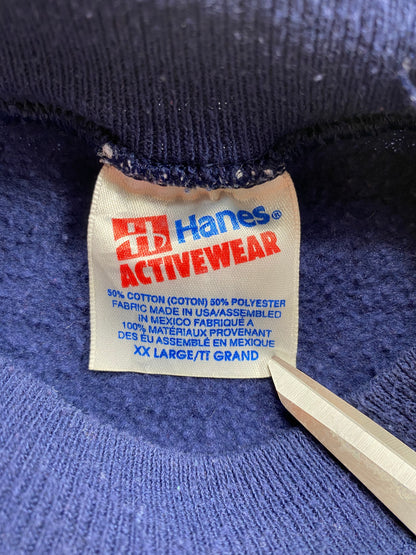 Hanes®
ACTIVEWEAR
50% COTTON (COTON) 50% POLYESTER
FABRIC MADE IN USA/ASSEMBLED
IN MEXICO FABRIQUÉ A
100% MATÉRIAUX PROVENANT
DES ÉU ASSEMBLÉ EN MEXIQUE
XX LARGE/TT GRAND